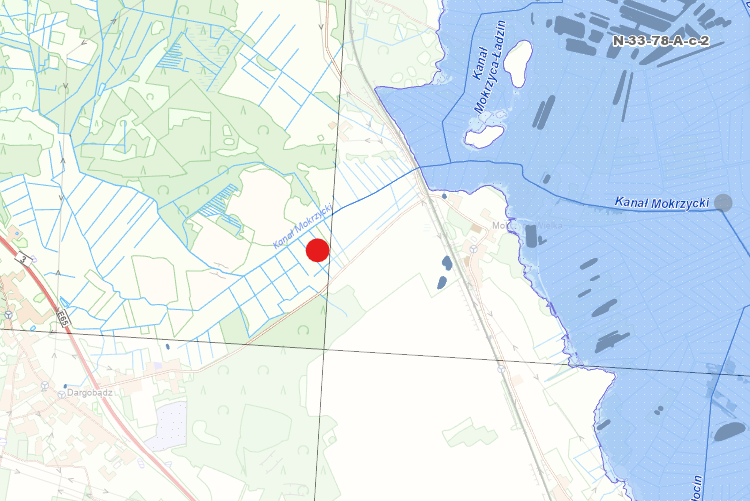 N-33-78-A-c-2
Kanał
Mokrzyca-Ładzin
Kanał Mokrzycki
Kanał Mokrzycki
3
E65
Dargobądz